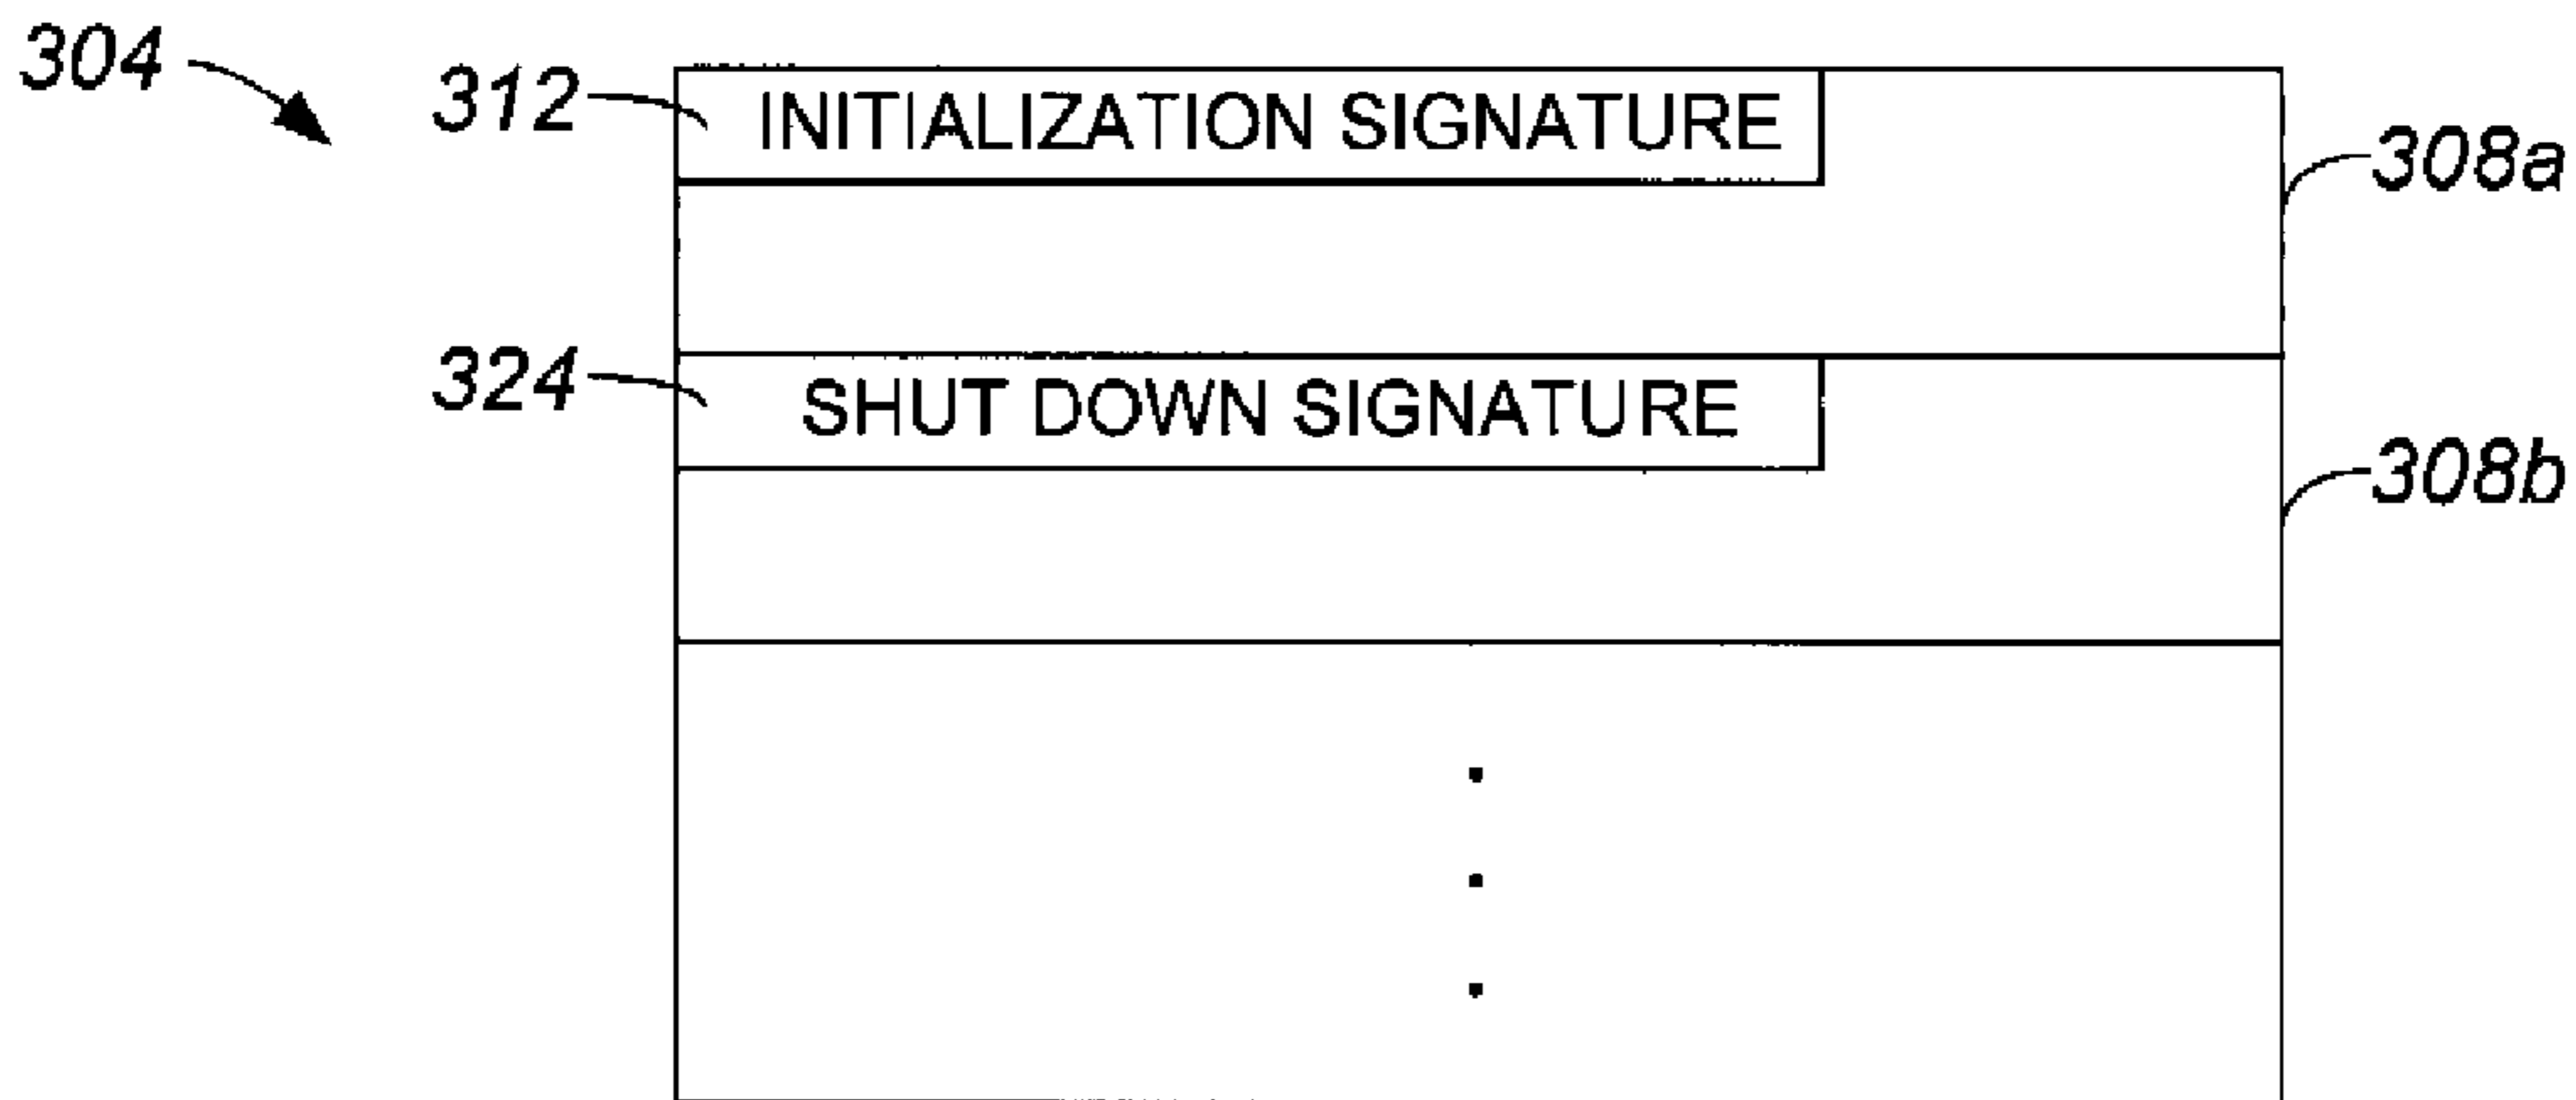 304
312 INITIALIZATION SIGNATURE
308a
324 SHUT DOWN SIGNATURE
308b